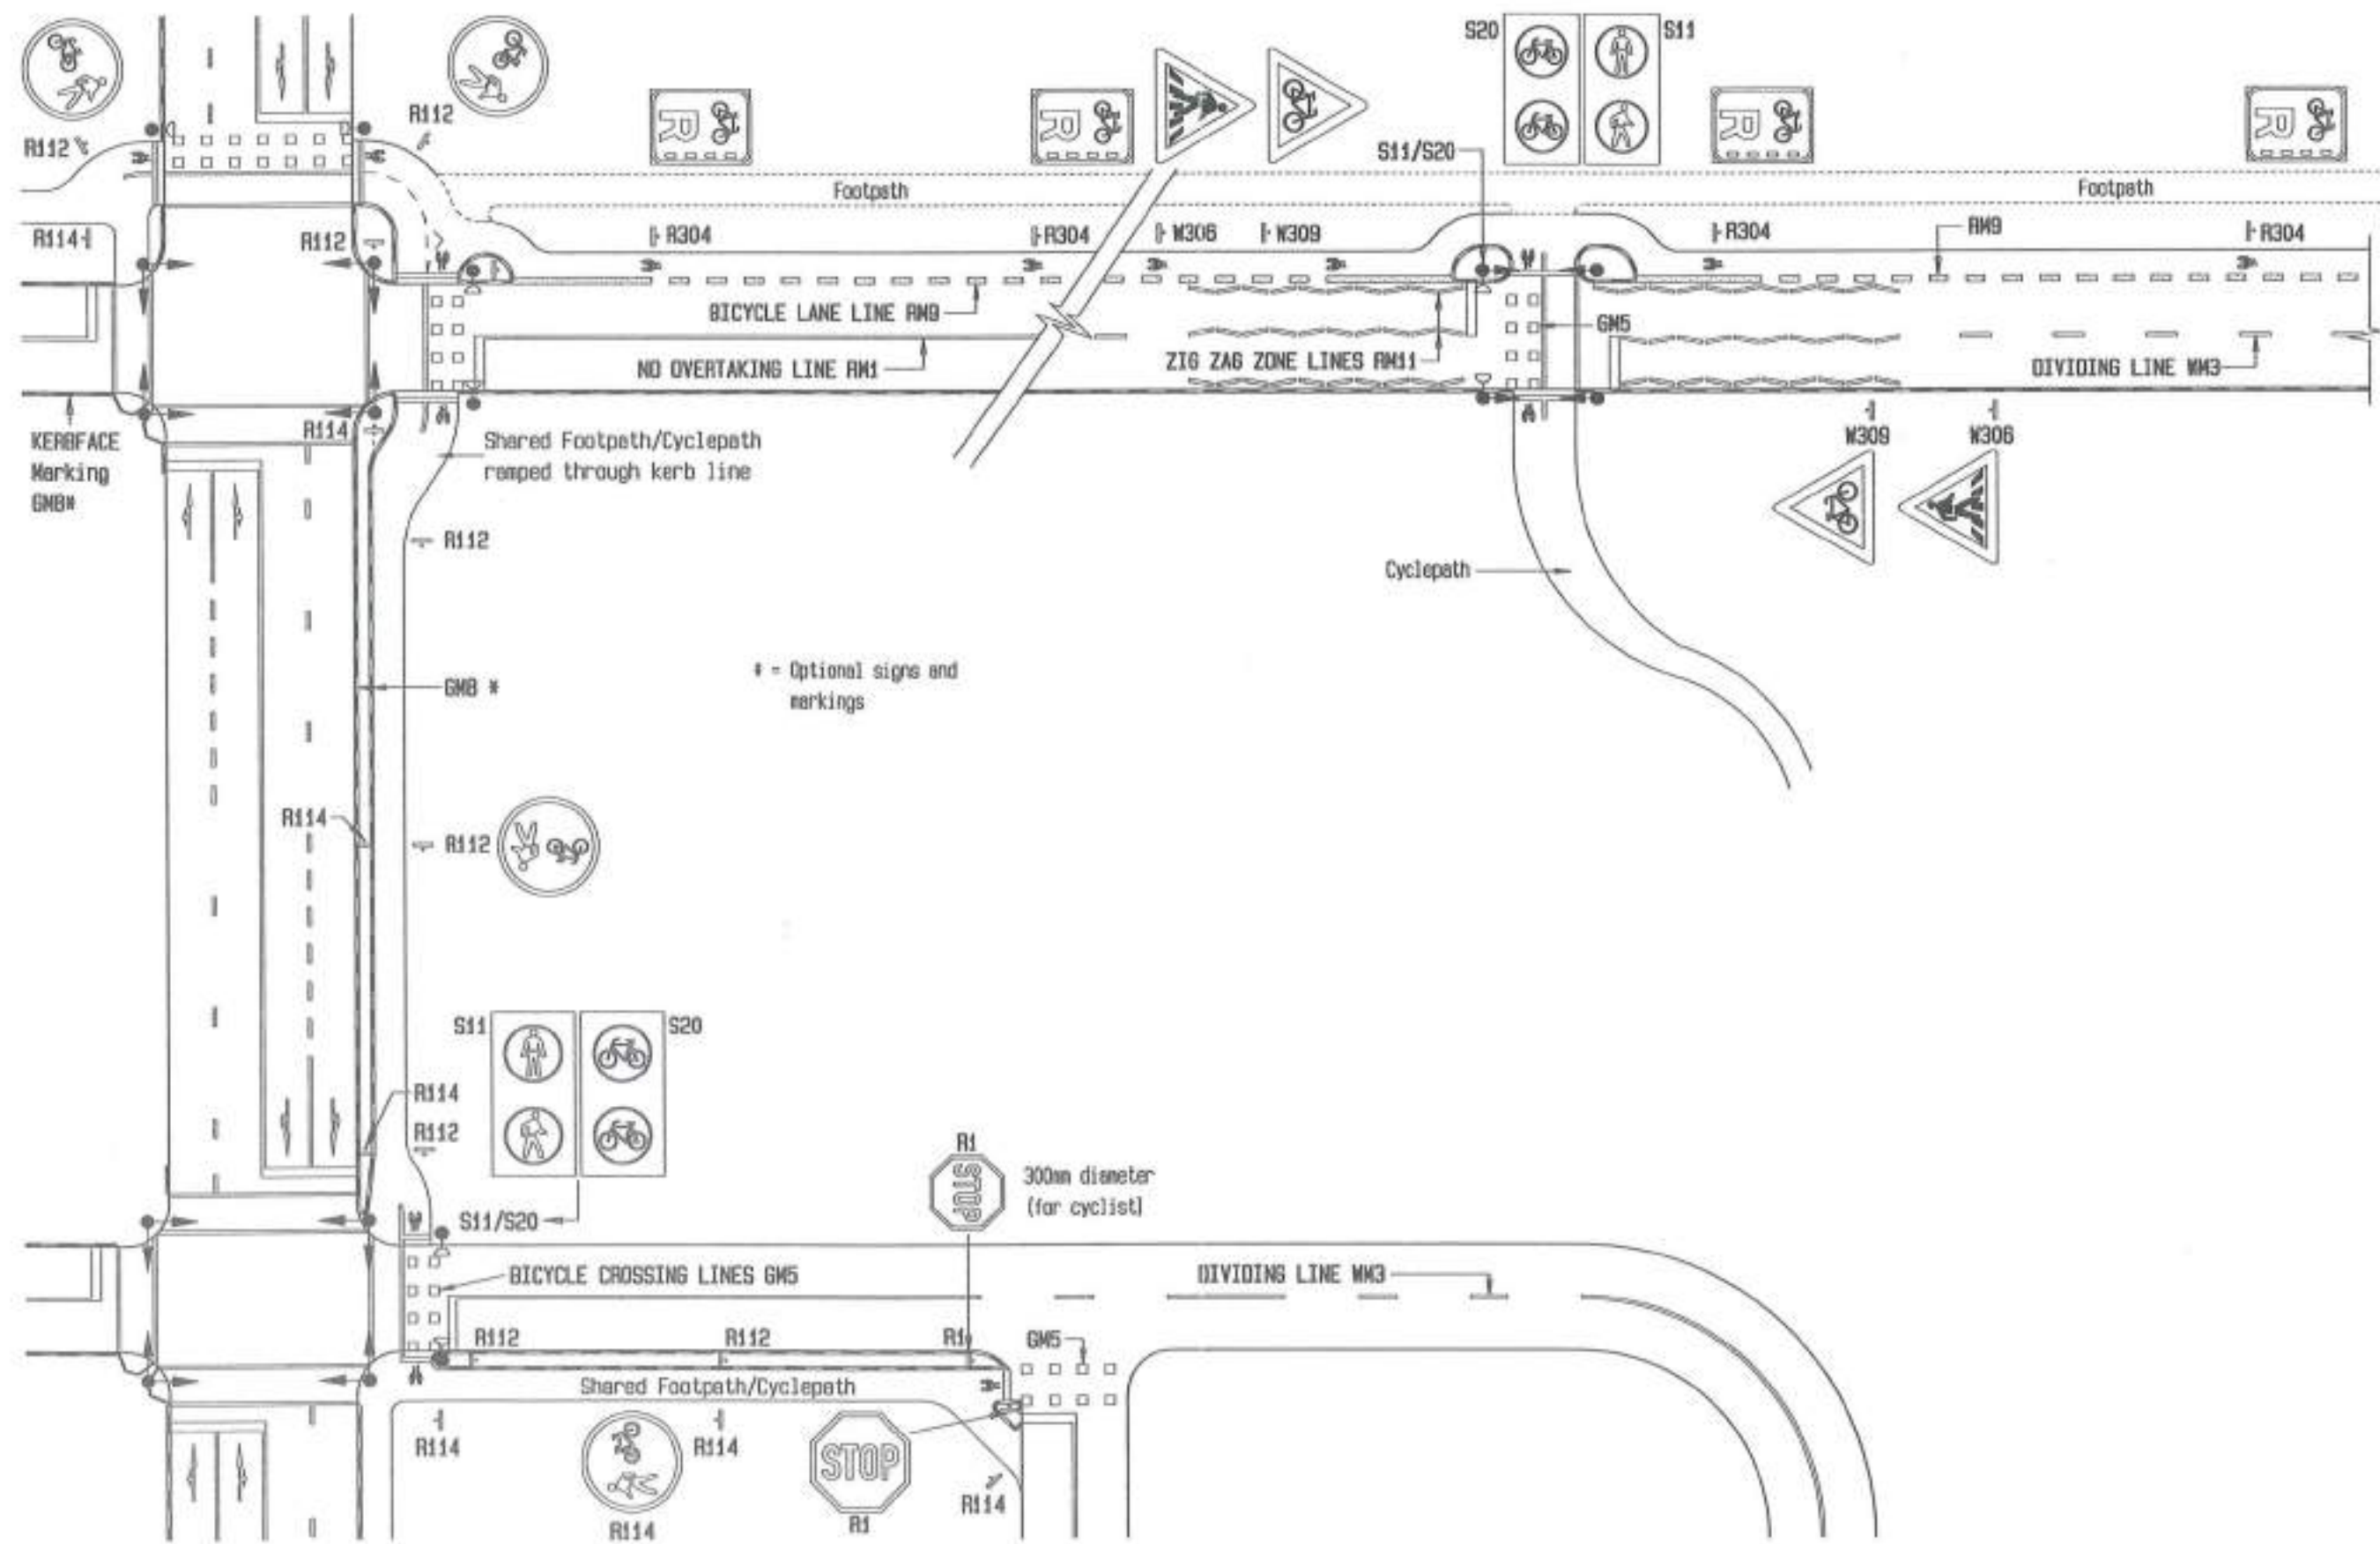 S20
S11
R112
R112
R
R
R
R
S11/S20
Footpath
Footpath
R114
R112
R304
R304
W306
W309
R304
RM9
R304
BICYCLE LANE LINE RM9
GM5
NO OVERTAKING LINE RM1
ZIG ZAG ZONE LINES RM11
DIVIDING LINE WM3
KERBFACE
Marking
GM8*
R114
Shared Footpath/Cyclepath
ramped through kerb line
W309
W306
R112
Cyclepath
GM8 *
* = Optional signs and
markings
R114
R112
S11
S20
R114
R112
R1
STOP
300mm diameter
(for cyclist)
S11/S20
BICYCLE CROSSING LINES GM5
DIVIDING LINE WM3
R112
R112
R1
GM5
Shared Footpath/Cyclepath
R114
R114
STOP
R114
R114
R1